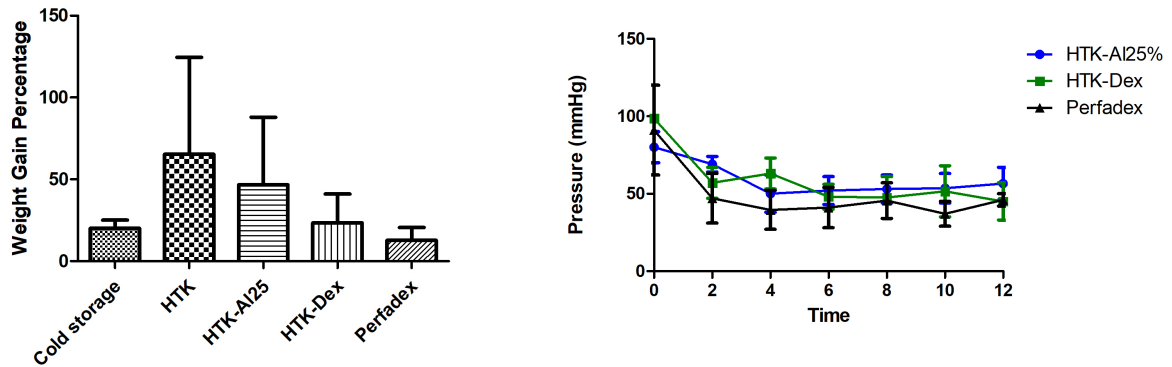 Weight Gain Percentage
150
100
50
0
Cold storage
HTK
HTK-Al25
HTK-Dex
Perfadex
Pressure (mmHg)
150
100
50
0
0 2 4 6 8 10 12
Time
HTK-Al25%
HTK-Dex
Perfadex